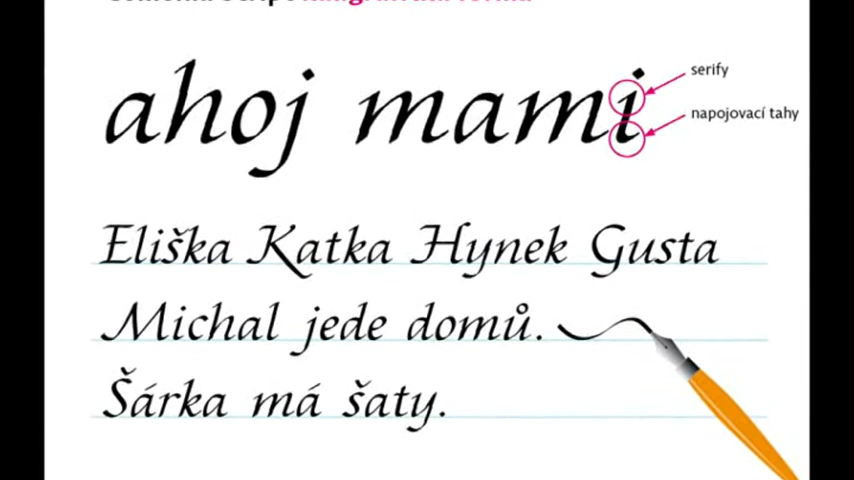 ahoj mami
serify
napojovací tahy
Eliška Katka Hynek Gusta
Michal jede domů.
Šárka má šaty.